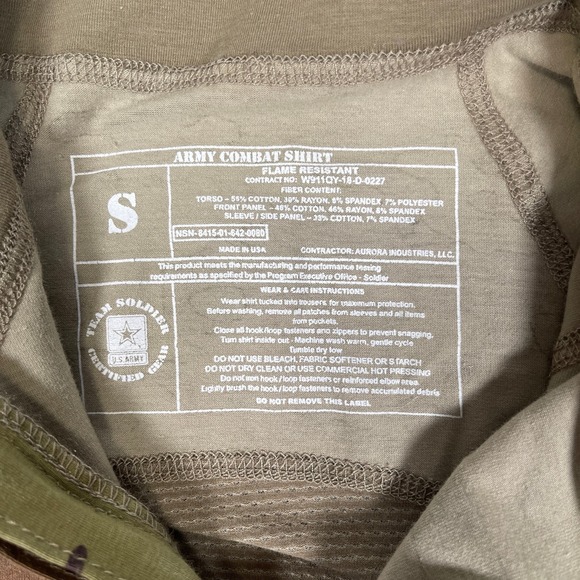 ARMY COMBAT SHIRT
S
FLAME RESISTANT
CONTRACT NO: W911QY-18-D-0227
FIBER CONTENT:
TORSO – 55% COTTON, 30% RAYON, 8% SPANDEX 7% POLYESTER
FRONT PANEL – 46% COTTON, 46% RAYON, 8% SPANDEX
SLEEVE / SIDE PANEL – 33% COTTON, 7% SPANDEX
NSN-8415-01-642-0080
MADE IN USA
CONTRACTOR: AURORA INDUSTRIES, LLC.
This product meets the manufacturing and performance testing
requirements as specified by the Program Executive Office - Soldier
TEAM SOLDIER
U.S.ARMY
CERTIFIED GEAR
WEAR & CARE INSTRUCTIONS
Wear shirt tucked into trousers for maximum protection.
Before washing, remove all patches from sleeves and all items
from pockets.
Close all hook/loop fasteners and zippers to prevent snagging.
Turn shirt inside out - Machine wash warm, gentle cycle
Tumble dry low
DO NOT USE BLEACH, FABRIC SOFTENER OR STARCH
DO NOT DRY CLEAN OR USE COMMERCIAL HOT PRESSING
Do not iron hook / loop fasteners or reinforced elbow area.
Lightly brush the hook / loop fasteners to remove accumulated debris
DO NOT REMOVE THIS LABEL